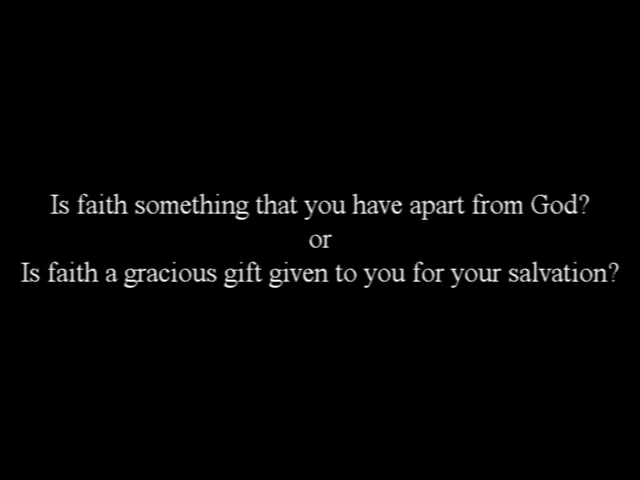 Is faith something that you have apart from God?
or
Is faith a gracious gift given to you for your salvation?